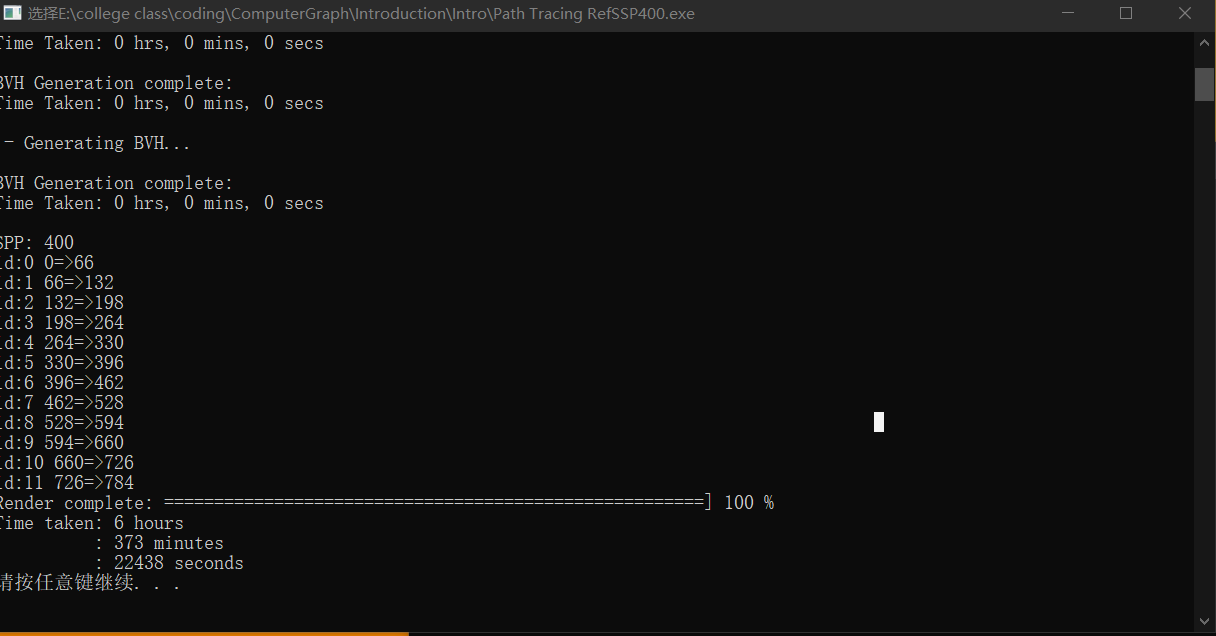 选择E:\college class\coding\ComputerGraph\Introduction\Intro\Path Tracing RefSSP400.exe
Time Taken: 0 hrs, 0 mins, 0 secs
BVH Generation complete:
Time Taken: 0 hrs, 0 mins, 0 secs
- Generating BVH...
BVH Generation complete:
Time Taken: 0 hrs, 0 mins, 0 secs
SPP: 400
id:0 0=>66
id:1 66=>132
id:2 132=>198
id:3 198=>264
id:4 264=>330
id:5 330=>396
id:6 396=>462
id:7 462=>528
id:8 528=>594
id:9 594=>660
id:10 660=>726
id:11 726=>784
Render complete: ======================================================] 100 %
Time taken: 6 hours
: 373 minutes
: 22438 seconds
请按任意键继续. . .